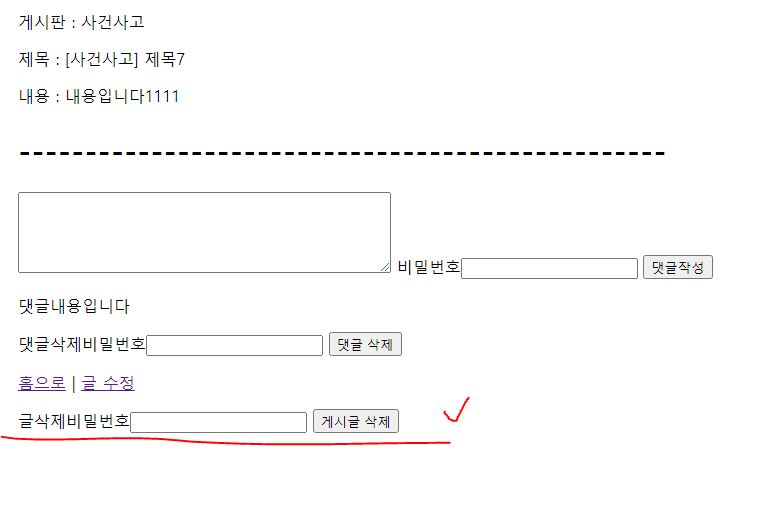 게시판 : 사건사고
제목 : [사건사고] 제목7
내용 : 내용입니다1111
--------------------------------------------------
비밀번호 댓글작성
댓글내용입니다
댓글삭제비밀번호 댓글 삭제
홈으로 | 글 수정
글삭제비밀번호 게시글 삭제